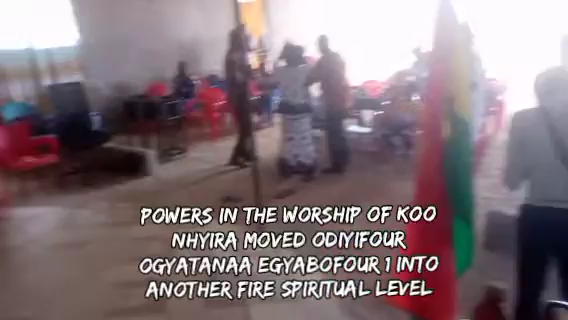 POWERS IN THE WORSHIP OF KOO
NHYIRA MOVED ODIYIFOUR
OGYATANAA EGYABOFOUR 1 INTO
ANOTHER FIRE SPIRITUAL LEVEL